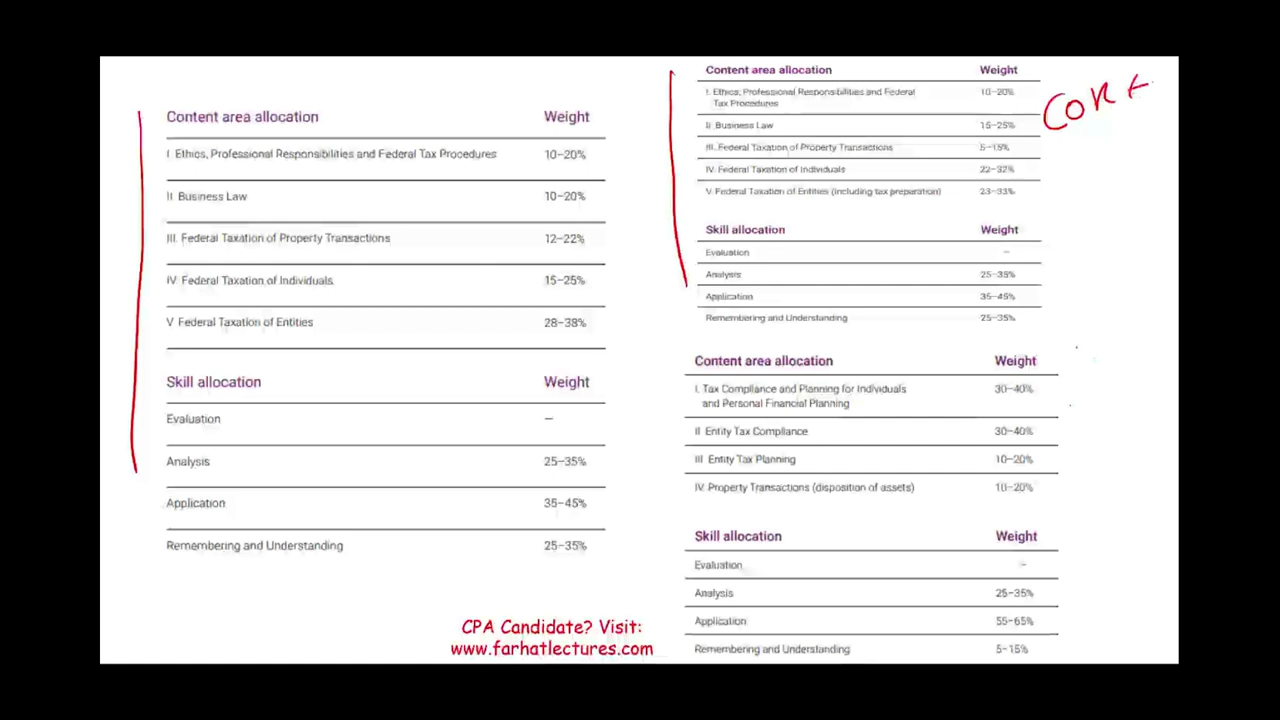 Content area allocation Weight
I Ethics, Professional Responsibilities and Federal Tax Procedures 10–20%
II Business Law 10–20%
III. Federal Taxation of Property Transactions 12–22%
IV Federal Taxation of Individuals 15–25%
V Federal Taxation of Entities 28–38%
Skill allocation Weight
Evaluation –
Analysis 25–35%
Application 35–45%
Remembering and Understanding 25–35%
Content area allocation Weight
I. Ethics, Professional Responsibilities and Federal
Tax Procedures 10–20%
II. Business Law 15–25%
III. Federal Taxation of Property Transactions 5–15%
IV. Federal Taxation of Individuals 22–32%
V. Federal Taxation of Entities (including tax preparation) 23–33%
Skill allocation Weight
Evaluation –
Analysis 25–35%
Application 35–45%
Remembering and Understanding 25–35%
Content area allocation Weight
I. Tax Compliance and Planning for Individuals
and Personal Financial Planning 30–40%
II Entity Tax Compliance 30–40%
III Entity Tax Planning 10–20%
IV. Property Transactions (disposition of assets) 10–20%
Skill allocation Weight
Evaluation –
Analysis 25–35%
Application 55–65%
Remembering and Understanding 5–15%
CPA Candidate? Visit:
www.farhatlectures.com